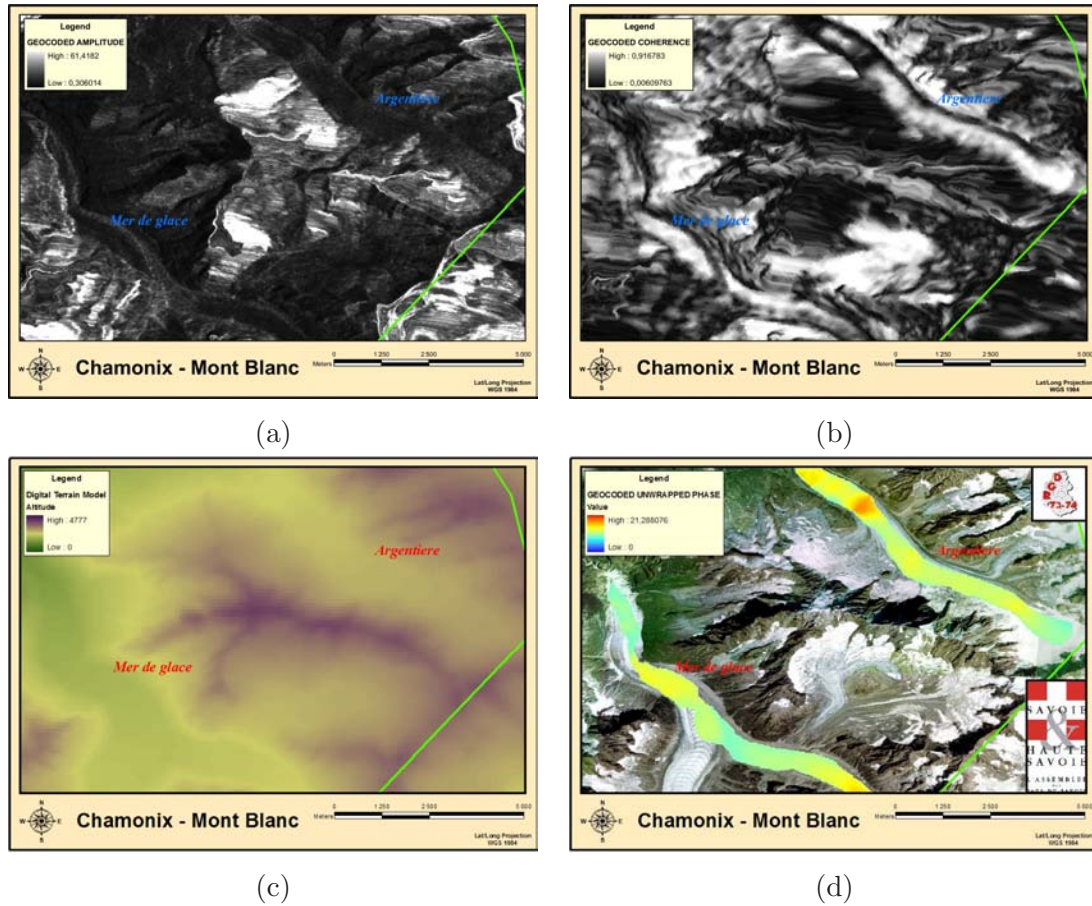 Legend
GEOCODED AMPLITUDE
High : 61,4182
Low : 0,306014
Argentiere
Mer de glace
N
W E
S
Chamonix - Mont Blanc
0 1 250 2 500 5 000
Meters
Lat/Long Projection
WGS 1984
(a)
Legend
GEOCODED COHERENCE
High : 0,916783
Low : 0,00609763
Argentiere
Mer de glace
N
W E
S
Chamonix - Mont Blanc
0 1 250 2 500 5 000
Meters
Lat/Long Projection
WGS 1984
(b)
Legend
Digital Terrain Model
Altitude
High : 4777
Low : 0
Argentiere
Mer de glace
N
W E
S
Chamonix - Mont Blanc
0 1 250 2 500 5 000
Meters
Lat/Long Projection
WGS 1984
(c)
Legend
GEOCODED UNWRAPPED PHASE
Value
High : 21,288076
Low : 0
RGD
73-74
Argentiere
Mer de glace
SAVOIE
&
HAUTE
SAVOIE
N
W E
S
Chamonix - Mont Blanc
0 1 250 2 500 5 000
Meters
Lat/Long Projection
WGS 1984
(d)